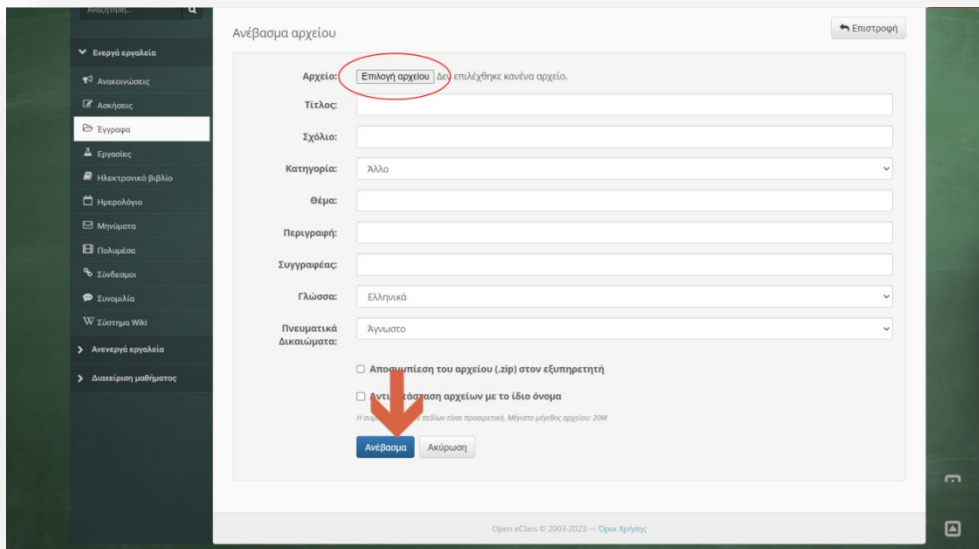 Αναζήτηση...
Ανέβασμα αρχείου
Επιστροφή
Ενεργά εργαλεία
Ανακοινώσεις
Ασκήσεις
Έγγραφα
Εργασίες
Ηλεκτρονικό βιβλίο
Ημερολόγιο
Μηνύματα
Πολυμέσα
Σύνδεσμοι
Συνομιλία
Σύστημα Wiki
Ανενεργά εργαλεία
Διαχείριση μαθήματος
Αρχείο: Επιλογή αρχείου Δεν επιλέχθηκε κανένα αρχείο.
Τίτλος:
Σχόλιο:
Κατηγορία: Άλλο
Θέμα:
Περιγραφή:
Συγγραφέας:
Γλώσσα: Ελληνικά
Πνευματικά
Δικαιώματα: Άγνωστο
Αποσυμπίεση του αρχείου (.zip) στον εξυπηρετητή
αρχείων με το ίδιο όνομα
Η πεδίων είναι προαιρετική. Μέγιστο μέγεθος αρχείου: 20M
Ανέβασμα Ακύρωση
Open eClass © 2003-2023 — Όροι Χρήσης